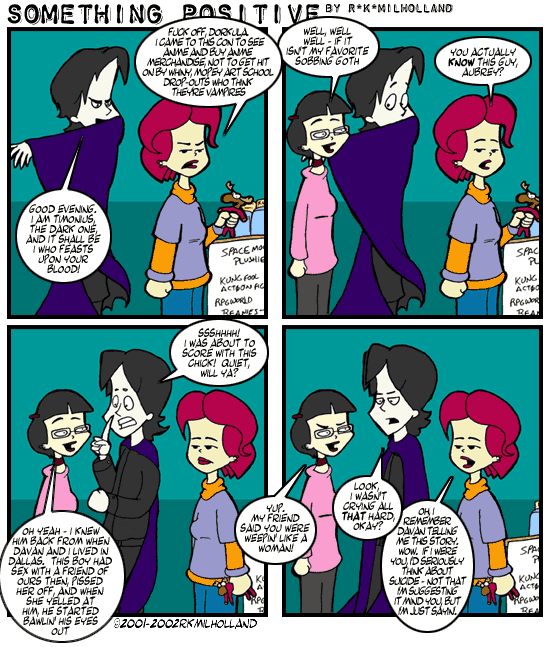 SOMETHING POSITIVE BY R*K*MILHOLLAND
FUCK OFF, DORKULA.
I CAME TO THIS CON TO SEE
ANIME AND BUY ANIME
MERCHANDISE, NOT TO GET HIT
ON BY WHINY, MOPEY ART SCHOOL
DROP-OUTS WHO THINK
THEY'RE VAMPIRES
GOOD EVENING.
I AM TIMONIUS,
THE DARK ONE,
AND IT SHALL BE
I WHO FEASTS
UPON YOUR
BLOOD!
SPACE MO
PLUSHIE
KUNG FOOL
ACTION FIG
RPGWORLD
BEANIES-
WELL, WELL,
WELL - IF IT
ISN'T MY FAVORITE
SOBBING GOTH
YOU ACTUALLY
KNOW THIS GUY,
AUBREY?
SPACE
PLU
KUNG
ACTIO
RPGWOR
BEAN
SSSHHHH!
I WAS ABOUT TO
SCORE WITH THIS
CHICK! QUIET,
WILL YA?
OH YEAH - I KNEW
HIM BACK FROM WHEN
DAVAN AND I LIVED IN
DALLAS. THIS BOY HAD
SEX WITH A FRIEND OF
OURS THEN, PISSED
HER OFF, AND WHEN
SHE YELLED AT
HIM, HE STARTED
BAWLIN' HIS EYES
OUT
©2001-2002RKMILHOLLAND
YUP.
MY FRIEND
SAID YOU WERE
WEEPIN' LIKE A
WOMAN!
LOOK,
I WASN'T
CRYING ALL
THAT HARD,
OKAY?
OH, I
REMEMBER
DAVAN TELLING
ME THIS STORY.
WOW. IF I WERE
YOU, I'D SERIOUSLY
THINK ABOUT
SUICIDE - NOT THAT
I'M SUGGESTING
IT MIND YOU, BUT
I'M JUST SAYIN'.